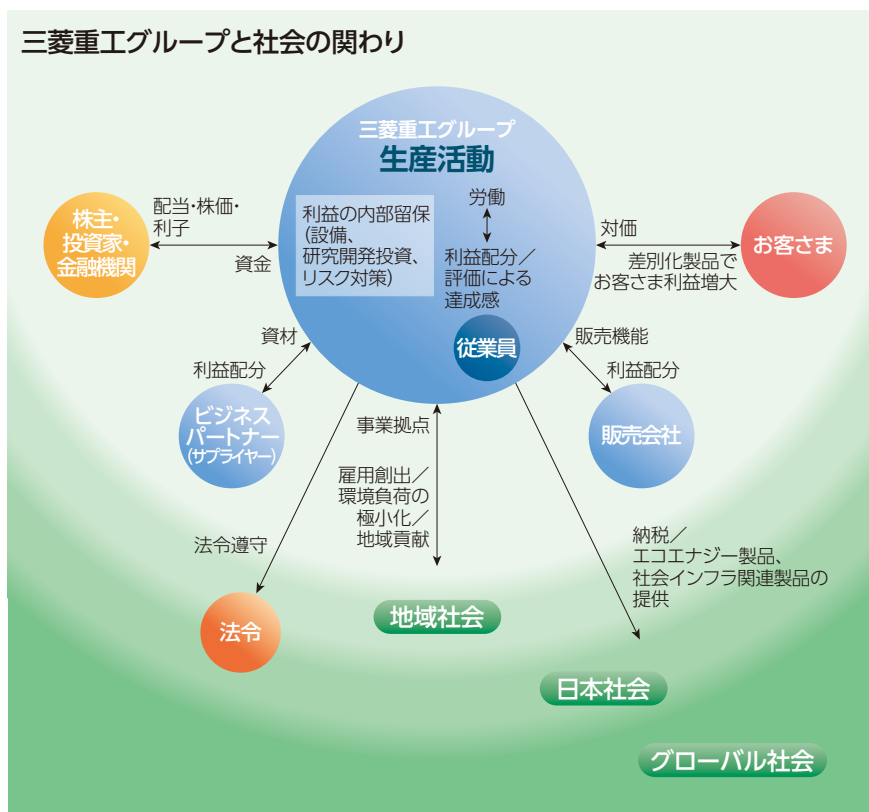 三菱重工グループと社会の関わり
三菱重工グループ
生産活動
利益の内部留保
(設備、
研究開発投資、
リスク対策)
労働
利益配分／
評価による
達成感
従業員
株主・
投資家・
金融機関
配当・株価・
利子
資金
対価
差別化製品で
お客さま利益増大
お客さま
資材
利益配分
ビジネス
パートナー
(サプライヤー)
販売機能
利益配分
販売会社
事業拠点
雇用創出／
環境負荷の
極小化／
地域貢献
法令遵守
法令
納税／
エコエナジー製品、
社会インフラ関連製品の
提供
地域社会
日本社会
グローバル社会